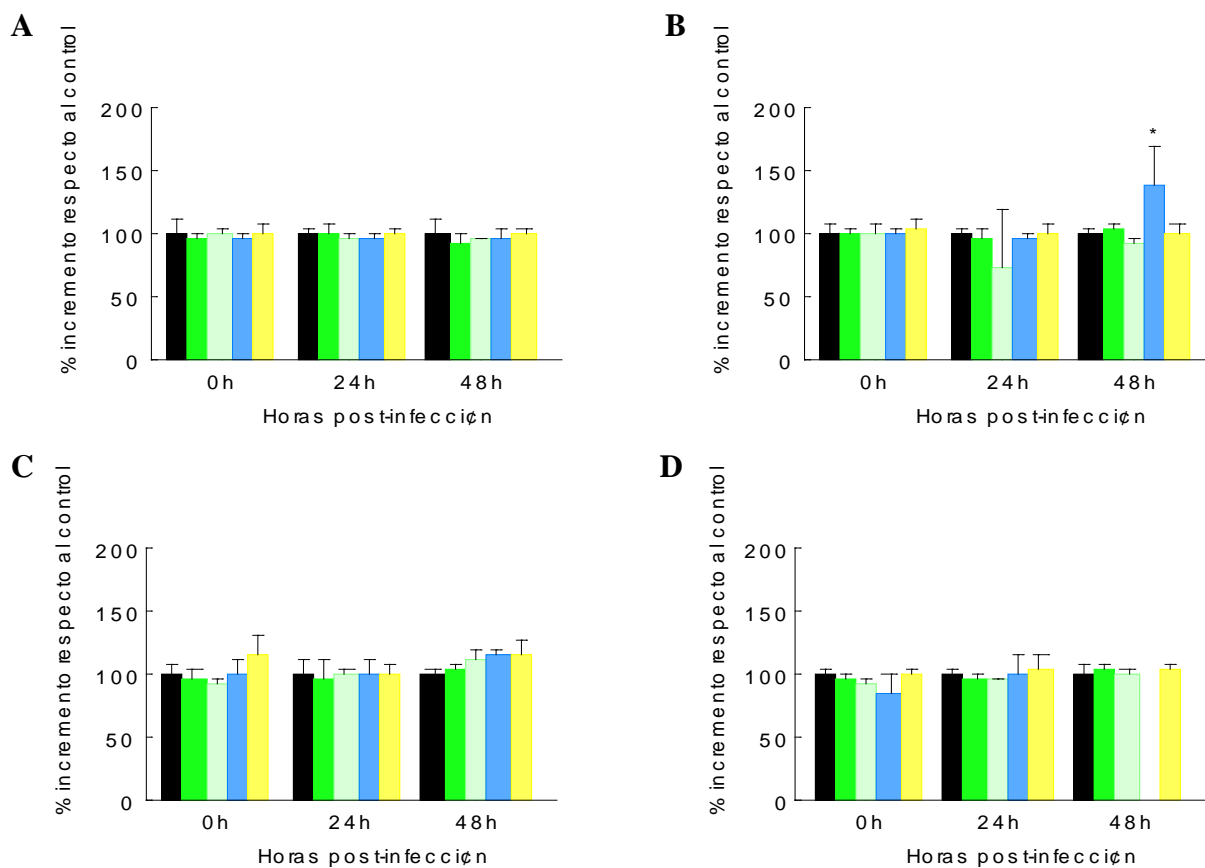 A
% incremento respecto al control
200
150
100
50
0
0h 24h 48h
Horas post-infecci¢n
B
% incremento respecto al control
200
150
100
50
0
*
0h 24h 48h
Horas post-infecci¢n
C
% incremento respecto al control
200
150
100
50
0
0h 24h 48h
Horas post-infecci¢n
D
% incremento respecto al control
200
150
100
50
0
0h 24h 48h
Horas post-infecci¢n